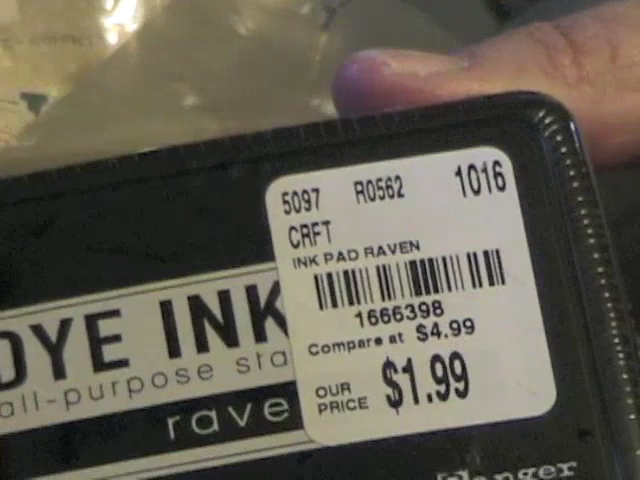 5097 R0562 1016
CRFT
INK PAD RAVEN
1666398
Compare at $4.99
OUR PRICE $1.99
DYE INK
all-purpose sta
rave
Ranger